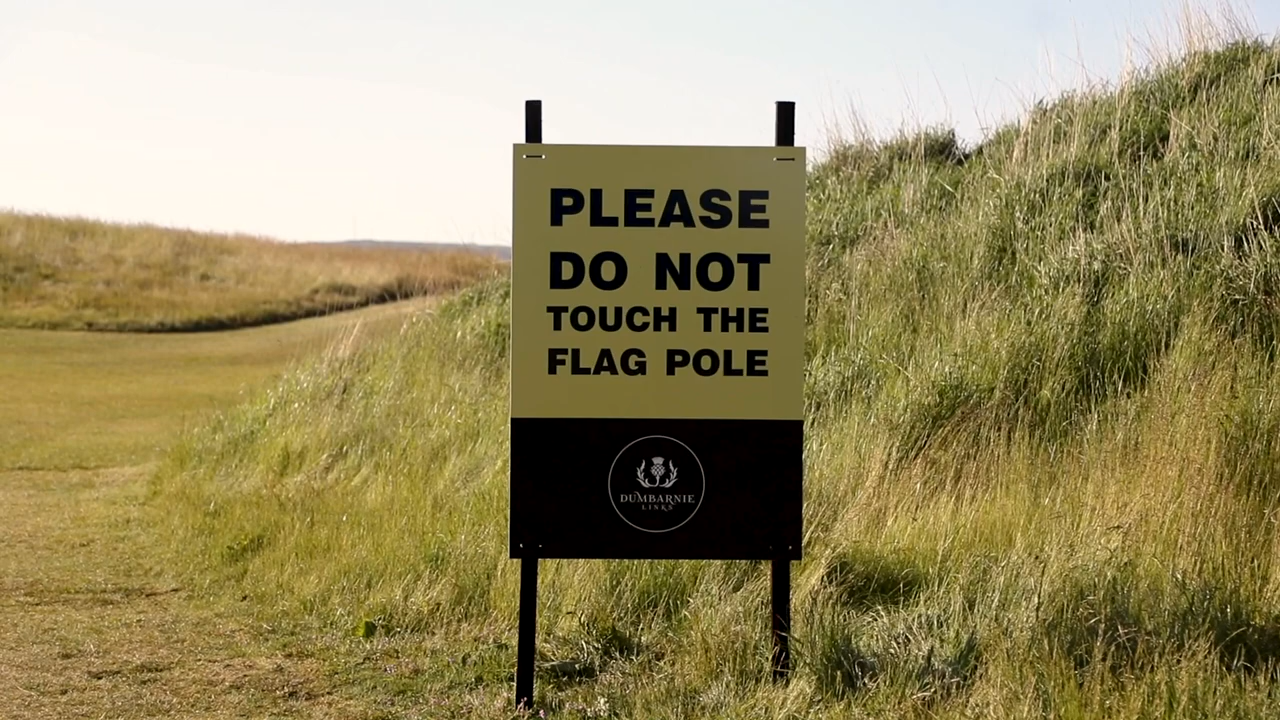 PLEASE
DO NOT
TOUCH THE
FLAG POLE
DUMBARNIE
LINKS